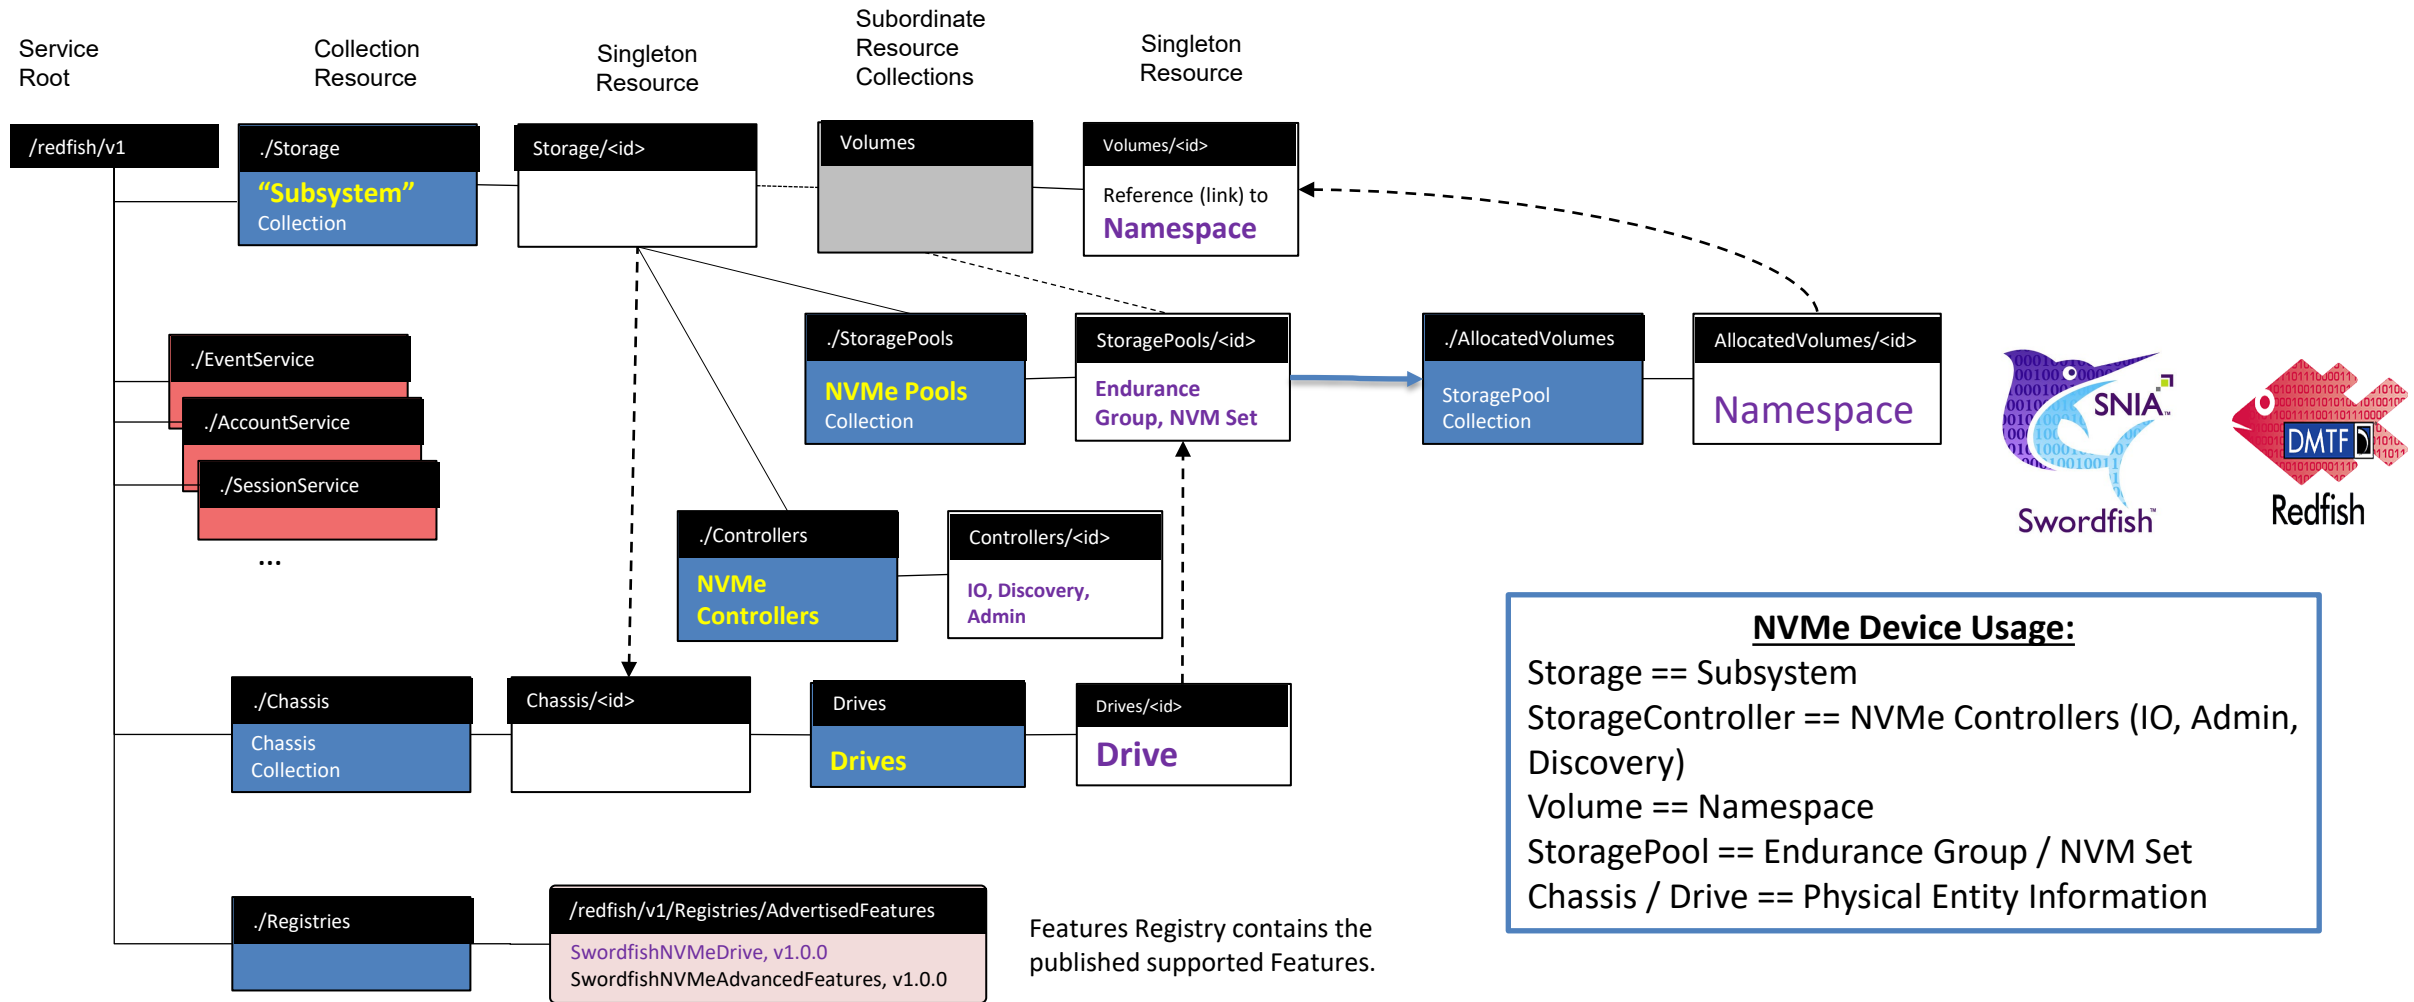 Service
Root
Collection
Resource
Singleton
Resource
Subordinate
Resource
Collections
Singleton
Resource
/redfish/v1
./Storage
“Subsystem”
Collection
Storage/<id>
Volumes
Volumes/<id>
Reference (link) to
Namespace
./EventService
./AccountService
./SessionService
...
./StoragePools
NVMe Pools
Collection
StoragePools/<id>
Endurance
Group, NVM Set
./AllocatedVolumes
StoragePool
Collection
AllocatedVolumes/<id>
Namespace
SNIA™
Swordfish™
DMTF
Redfish
./Controllers
NVMe
Controllers
Controllers/<id>
IO, Discovery,
Admin
./Chassis
Chassis
Collection
Chassis/<id>
Drives
Drives
Drives/<id>
Drive
NVMe Device Usage:
Storage == Subsystem
StorageController == NVMe Controllers (IO, Admin,
Discovery)
Volume == Namespace
StoragePool == Endurance Group / NVM Set
Chassis / Drive == Physical Entity Information
./Registries
/redfish/v1/Registries/AdvertisedFeatures
SwordfishNVMeDrive, v1.0.0
SwordfishNVMeAdvancedFeatures, v1.0.0
Features Registry contains the
published supported Features.